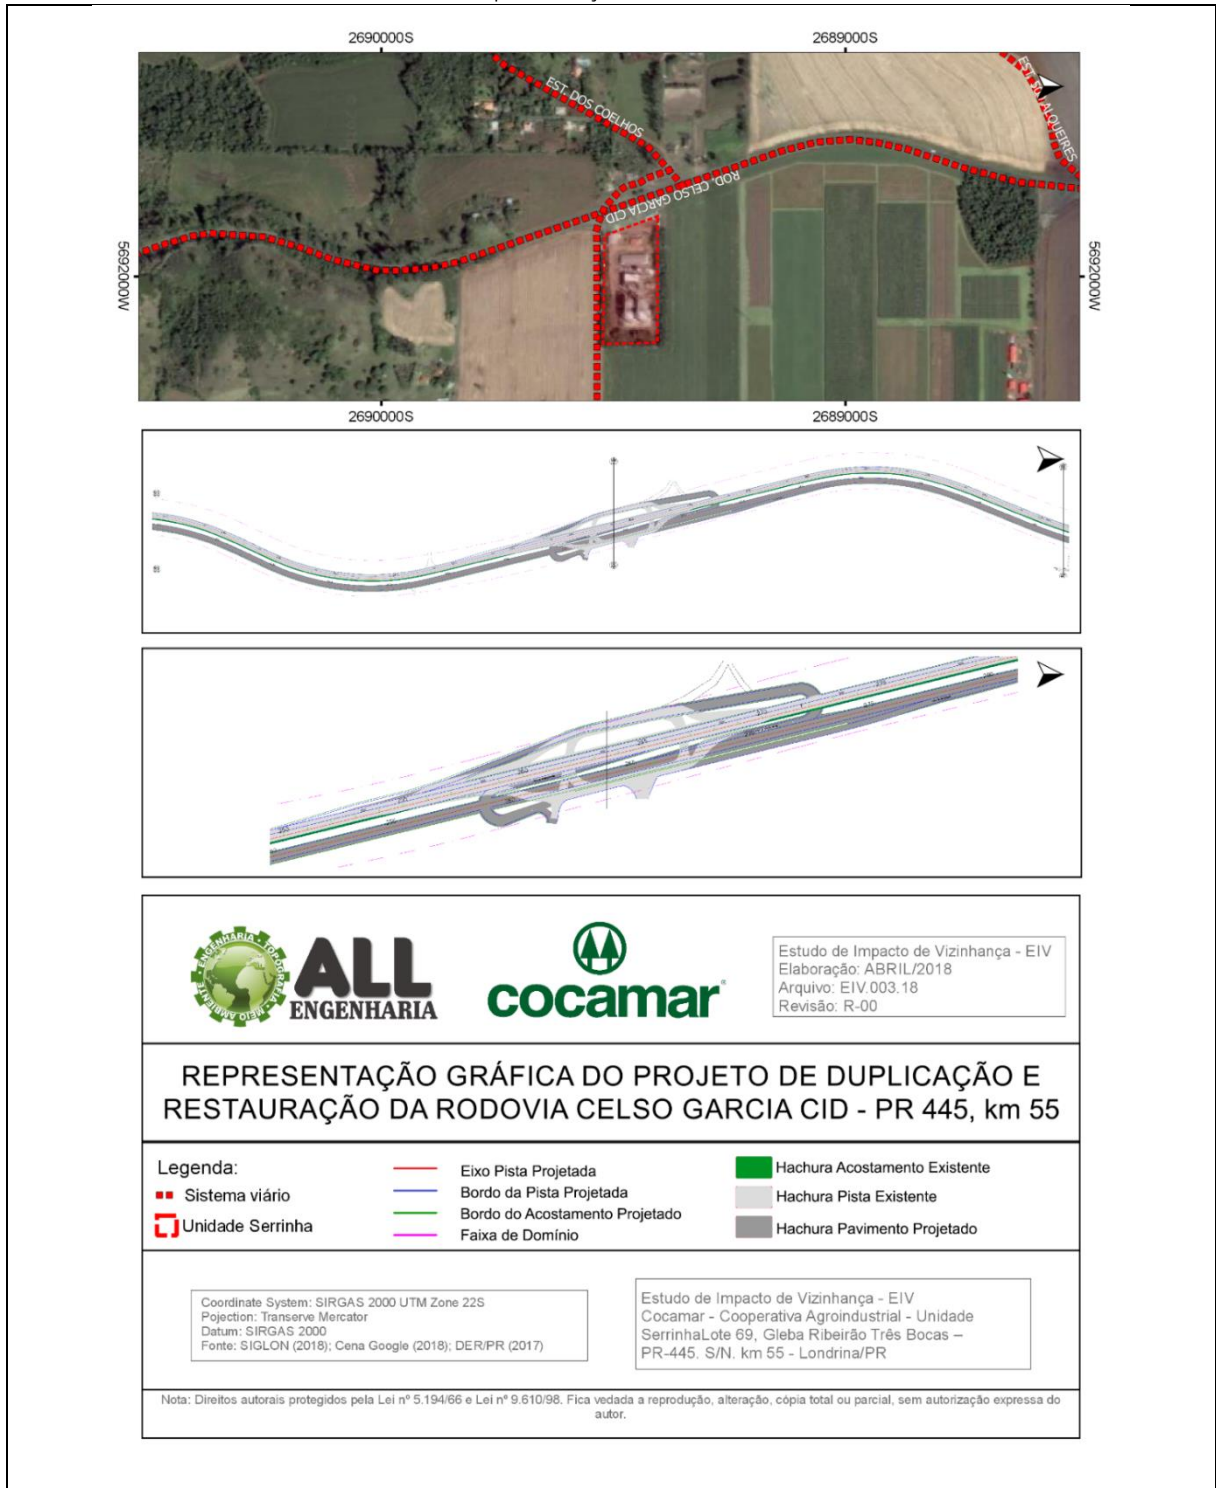 2690000S
2689000S
EST. DOS COELHOS
ROD. CELSO GARCIA CID
ALQUEIRES
5692000W
5692000W
2690000S
2689000S
ENGENHARIA • TOPOGRAFIA • MEIO AMBIENTE
ALL
ENGENHARIA
cocamar
Estudo de Impacto de Vizinhança - EIV
Elaboração: ABRIL/2018
Arquivo: EIV.003.18
Revisão: R-00
REPRESENTAÇÃO GRÁFICA DO PROJETO DE DUPLICAÇÃO E
RESTAURAÇÃO DA RODOVIA CELSO GARCIA CID - PR 445, km 55
Legenda:
Sistema viário
Unidade Serrinha
Eixo Pista Projetada
Bordo da Pista Projetada
Bordo do Acostamento Projetado
Faixa de Domínio
Hachura Acostamento Existente
Hachura Pista Existente
Hachura Pavimento Projetado
Coordinate System: SIRGAS 2000 UTM Zone 22S
Pojection: Transerve Mercator
Datum: SIRGAS 2000
Fonte: SIGLON (2018); Cena Google (2018); DER/PR (2017)
Estudo de Impacto de Vizinhança - EIV
Cocamar - Cooperativa Agroindustrial - Unidade
SerrinhaLote 69, Gleba Ribeirão Três Bocas –
PR-445. S/N. km 55 - Londrina/PR
Nota: Direitos autorais protegidos pela Lei nº 5.194/66 e Lei nº 9.610/98. Fica vedada a reprodução, alteração, cópia total ou parcial, sem autorização expressa do
autor.